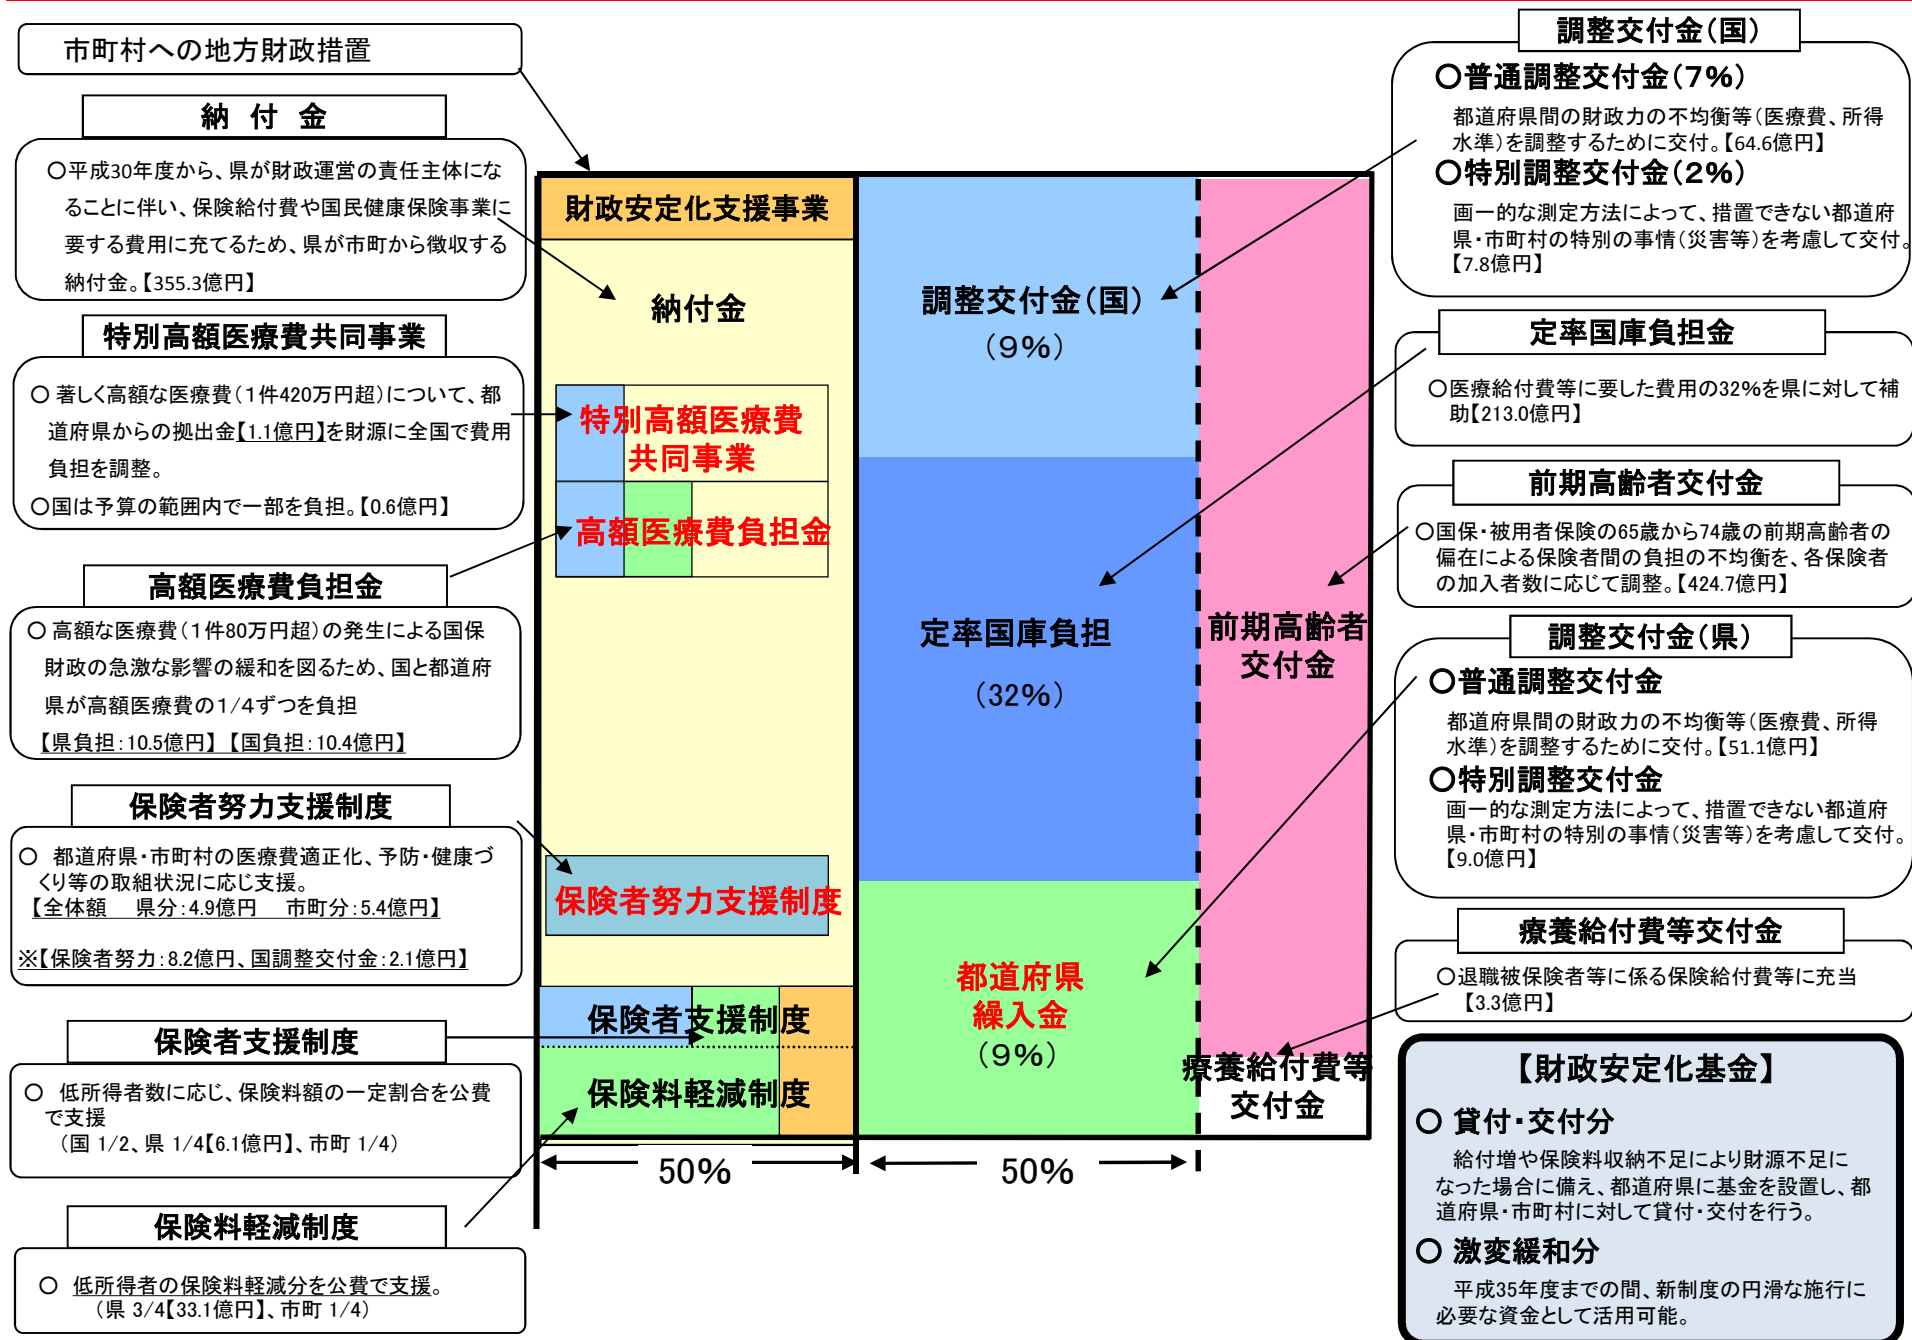 市町村への地方財政措置
納 付 金
○平成30年度から、県が財政運営の責任主体にな
ることに伴い、保険給付費や国民健康保険事業に
要する費用に充てるため、県が市町から徴収する
納付金。【355.3億円】
特別高額医療費共同事業
○ 著しく高額な医療費（1件420万円超）について、都
道府県からの拠出金【1.1億円】を財源に全国で費用
負担を調整。
○国は予算の範囲内で一部を負担。【0.6億円】
高額医療費負担金
○ 高額な医療費（1件80万円超）の発生による国保
財政の急激な影響の緩和を図るため、国と都道府
県が高額医療費の1/4ずつを負担
【県負担：10.5億円】 【国負担：10.4億円】
保険者努力支援制度
○ 都道府県・市町村の医療費適正化、予防・健康づ
くり等の取組状況に応じ支援。
【全体額　県分：4.9億円　市町分：5.4億円】
※【保険者努力：8.2億円、国調整交付金：2.1億円】
保険者支援制度
○ 低所得者数に応じ、保険料額の一定割合を公費
で支援
（国 1/2、県 1/4【6.1億円】、市町 1/4）
保険料軽減制度
○ 低所得者の保険料軽減分を公費で支援。
（県 3/4【33.1億円】、市町 1/4）
財政安定化支援事業
納付金
特別高額医療費
共同事業
高額医療費負担金
保険者努力支援制度
保険者支援制度
保険料軽減制度
50%
調整交付金（国）
（9%）
定率国庫負担
（32%）
都道府県
繰入金
（9%）
50%
前期高齢者
交付金
療養給付費等
交付金
調整交付金（国）
○普通調整交付金（7%）
都道府県間の財政力の不均衡等（医療費、所得
水準）を調整するために交付。【64.6億円】
○特別調整交付金（2%）
画一的な測定方法によって、措置できない都道府
県・市町村の特別の事情（災害等）を考慮して交付。
【7.8億円】
定率国庫負担金
○医療給付費等に要した費用の32%を県に対して補
助【213.0億円】
前期高齢者交付金
○国保・被用者保険の65歳から74歳の前期高齢者の
偏在による保険者間の負担の不均衡を、各保険者
の加入者数に応じて調整。【424.7億円】
調整交付金（県）
○普通調整交付金
都道府県間の財政力の不均衡等（医療費、所得
水準）を調整するために交付。【51.1億円】
○特別調整交付金
画一的な測定方法によって、措置できない都道府
県・市町村の特別の事情（災害等）を考慮して交付。
【9.0億円】
療養給付費等交付金
○退職被保険者等に係る保険給付費等に充当
【3.3億円】
【財政安定化基金】
○ 貸付・交付分
給付増や保険料収納不足により財源不足に
なった場合に備え、都道府県に基金を設置し、都
道府県・市町村に対して貸付・交付を行う。
○ 激変緩和分
平成35年度までの間、新制度の円滑な施行に
必要な資金として活用可能。